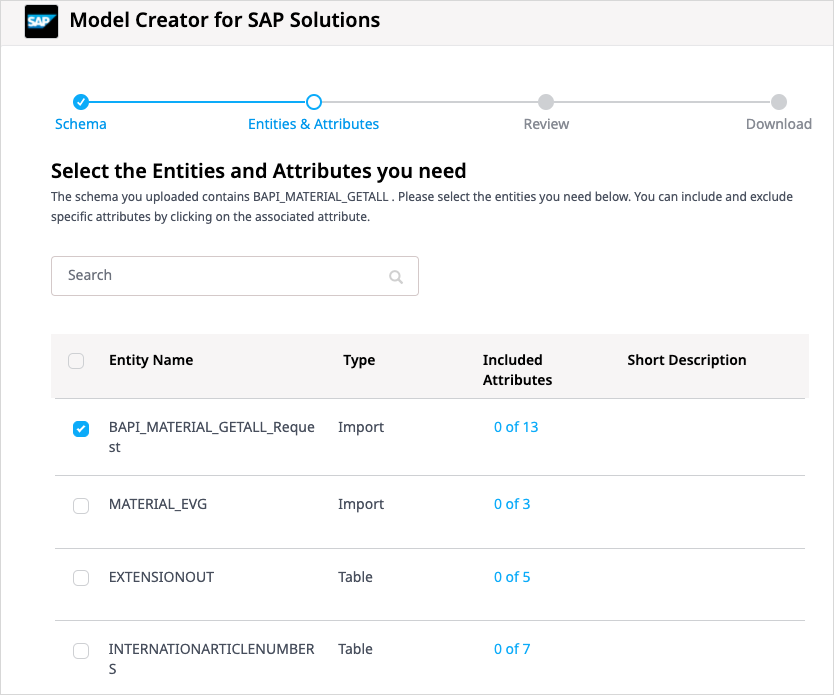 SAP Model Creator for SAP Solutions
Schema
Entities & Attributes
Review
Download
Select the Entities and Attributes you need
The schema you uploaded contains BAPI_MATERIAL_GETALL . Please select the entities you need below. You can include and exclude
specific attributes by clicking on the associated attribute.
Search
Entity Name
Type
Included
Attributes
Short Description
BAPI_MATERIAL_GETALL_Reque
st
Import
0 of 13
MATERIAL_EVG
Import
0 of 3
EXTENSIONOUT
Table
0 of 5
INTERNATIONARTICLENUMBER
S
Table
0 of 7